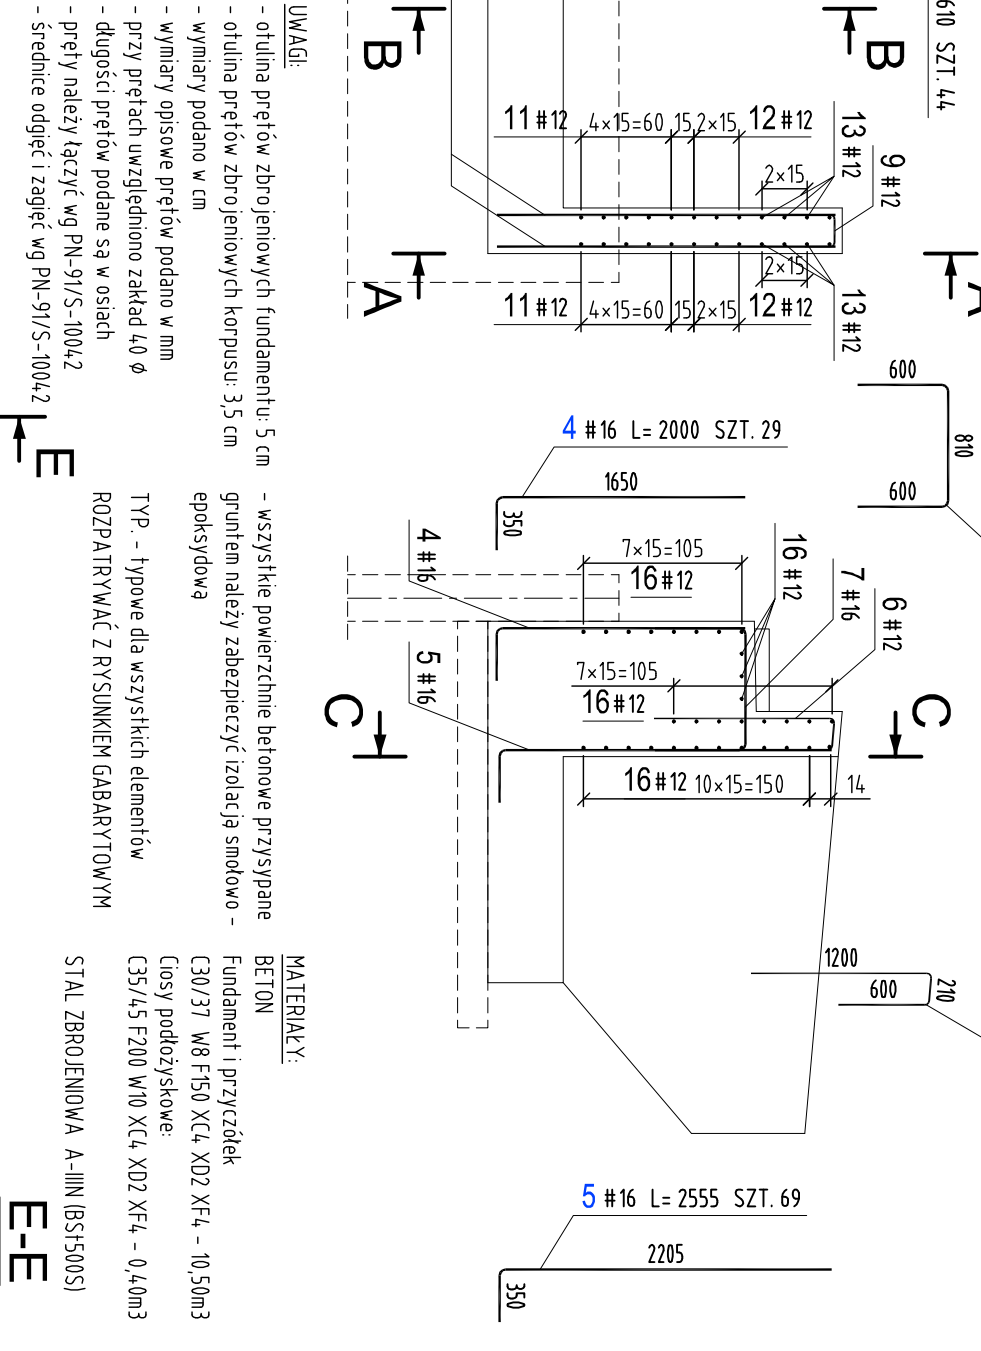 610 SZT. 44
B
B
13 #12
9 #12
11 #12
4×15=60
15
2×15
12 #12
2×15
2×15
11 #12
4×15=60
15
2×15
12 #12
13 #12
A
A
600
810
600
4 #16 L= 2000 SZT. 29
1650
350
4 #16
7×15=105
16 #12
16 #12
7 #16
6 #12
5 #16
7×15=105
16 #12
C
C
16 #12
10×15=150
14
1200
210
600
5 #16 L= 2555 SZT. 69
2205
350
UWAGI:
- otulina prętów zbrojeniowych fundamentu: 5 cm
- otulina prętów zbrojeniowych korpusu: 3,5 cm
- wymiary podano w cm
- wymiary opisowe prętów podano w mm
- przy prętach uwzględniono zakład 40 ϕ
- długości prętów podane są w osiach
- pręty należy łączyć wg PN-91/S-10042
- średnice odgięć i zagięć wg PN-91/S-10042
E
- wszystkie powierzchnie betonowe przysypane
gruntem należy zabezpieczyć izolacją smołowo -
epoksydową
TYP. - typowe dla wszystkich elementów
ROZPATRYWAĆ Z RYSUNKIEM GABARYTOWYM
MATERIAŁY:
BETON
Fundament i przyczółek
C30/37 W8 F150 XC4 XD2 XF4 - 10,50m3
Ciosy podłożyskowe:
C35/45 F200 W10 XC4 XD2 XF4 - 0,40m3
STAL ZBROJENIOWA A-IIIN (BSt500S)
E-E